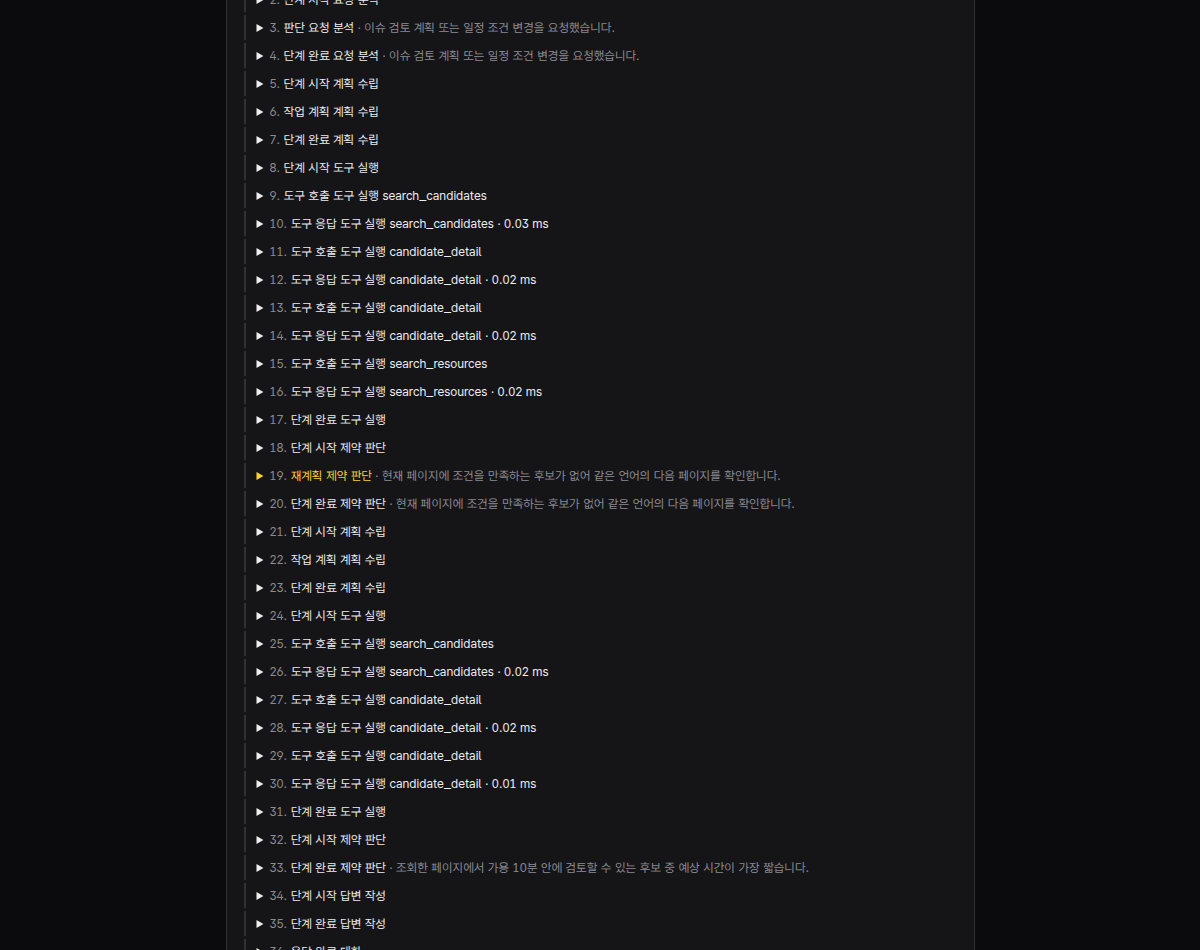 2. 단계 시작 요청 분석
▶ 3. 판단 요청 분석 · 이슈 검토 계획 또는 일정 조건 변경을 요청했습니다.
▶ 4. 단계 완료 요청 분석 · 이슈 검토 계획 또는 일정 조건 변경을 요청했습니다.
▶ 5. 단계 시작 계획 수립
▶ 6. 작업 계획 계획 수립
▶ 7. 단계 완료 계획 수립
▶ 8. 단계 시작 도구 실행
▶ 9. 도구 호출 도구 실행 search_candidates
▶ 10. 도구 응답 도구 실행 search_candidates · 0.03 ms
▶ 11. 도구 호출 도구 실행 candidate_detail
▶ 12. 도구 응답 도구 실행 candidate_detail · 0.02 ms
▶ 13. 도구 호출 도구 실행 candidate_detail
▶ 14. 도구 응답 도구 실행 candidate_detail · 0.02 ms
▶ 15. 도구 호출 도구 실행 search_resources
▶ 16. 도구 응답 도구 실행 search_resources · 0.02 ms
▶ 17. 단계 완료 도구 실행
▶ 18. 단계 시작 제약 판단
▶ 19. 재계획 제약 판단 · 현재 페이지에 조건을 만족하는 후보가 없어 같은 언어의 다음 페이지를 확인합니다.
▶ 20. 단계 완료 제약 판단 · 현재 페이지에 조건을 만족하는 후보가 없어 같은 언어의 다음 페이지를 확인합니다.
▶ 21. 단계 시작 계획 수립
▶ 22. 작업 계획 계획 수립
▶ 23. 단계 완료 계획 수립
▶ 24. 단계 시작 도구 실행
▶ 25. 도구 호출 도구 실행 search_candidates
▶ 26. 도구 응답 도구 실행 search_candidates · 0.02 ms
▶ 27. 도구 호출 도구 실행 candidate_detail
▶ 28. 도구 응답 도구 실행 candidate_detail · 0.02 ms
▶ 29. 도구 호출 도구 실행 candidate_detail
▶ 30. 도구 응답 도구 실행 candidate_detail · 0.01 ms
▶ 31. 단계 완료 도구 실행
▶ 32. 단계 시작 제약 판단
▶ 33. 단계 완료 제약 판단 · 조회한 페이지에서 가용 10분 안에 검토할 수 있는 후보 중 예상 시간이 가장 짧습니다.
▶ 34. 단계 시작 답변 작성
▶ 35. 단계 완료 답변 작성